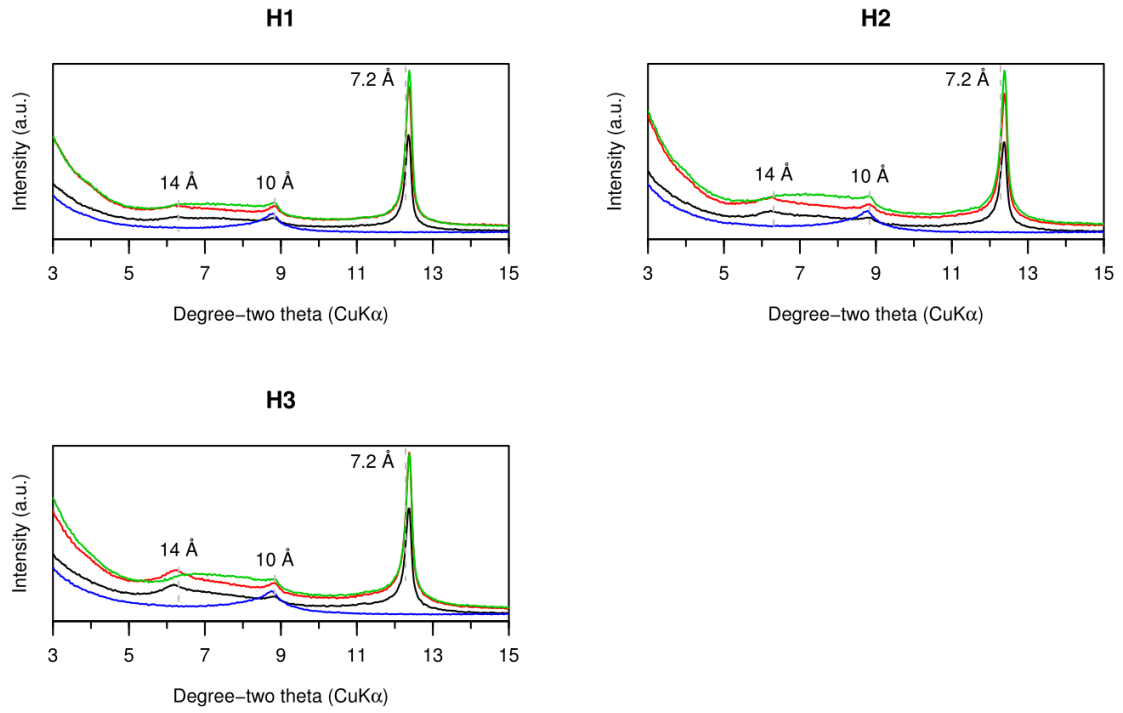 H1
7.2 Å
14 Å
10 Å
Intensity (a.u.)
3 5 7 9 11 13 15
Degree−two theta (CuKα)
H2
7.2 Å
14 Å
10 Å
Intensity (a.u.)
3 5 7 9 11 13 15
Degree−two theta (CuKα)
H3
7.2 Å
14 Å
10 Å
Intensity (a.u.)
3 5 7 9 11 13 15
Degree−two theta (CuKα)